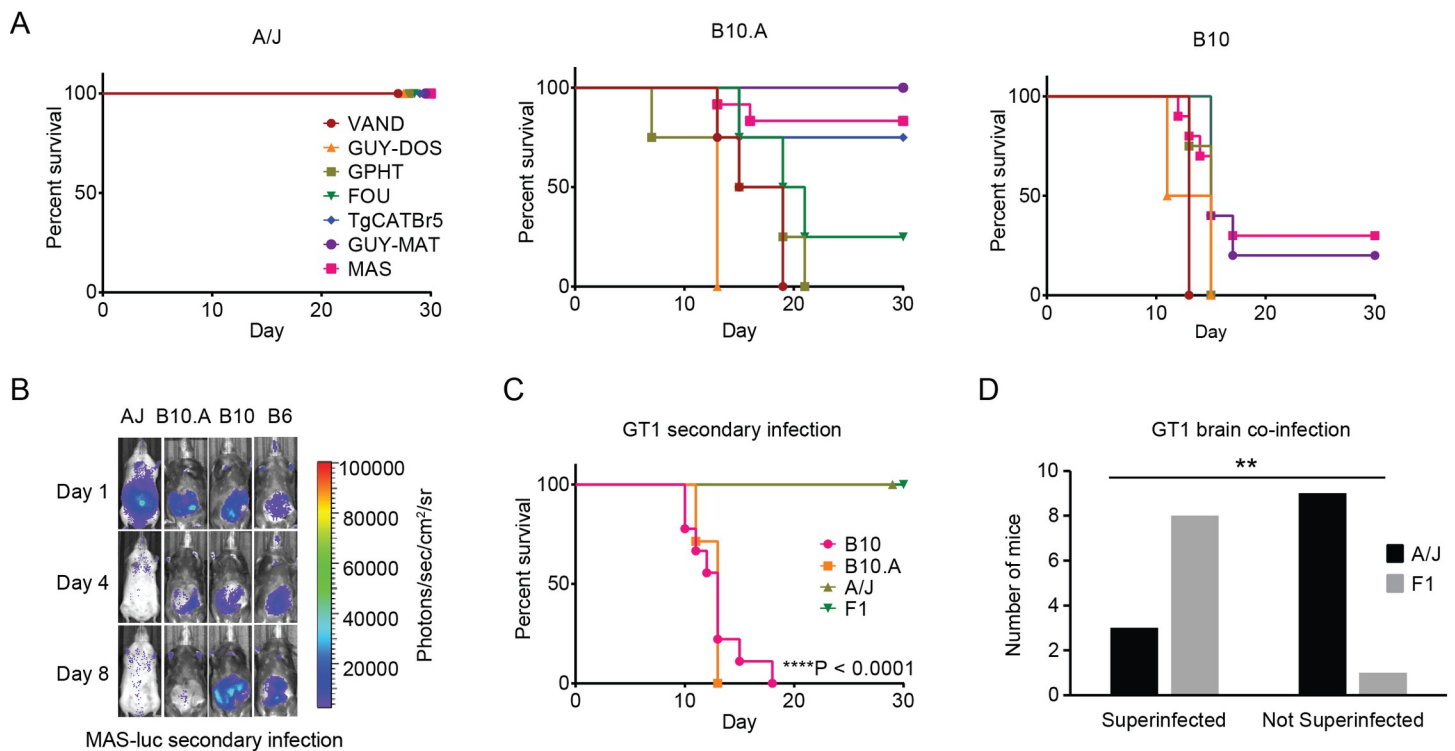 A
A/J
Percent survival
100
50
0
0
10
20
30
Day
VAND
GUY-DOS
GPHT
FOU
TgCATBr5
GUY-MAT
MAS
B10.A
Percent survival
100
50
0
0
10
20
30
Day
B10
Percent survival
100
50
0
0
10
20
30
Day
B
AJ B10.A B10 B6
Day 1
Day 4
Day 8
100000
80000
60000
40000
20000
Photons/sec/cm²/sr
MAS-luc secondary infection
C
GT1 secondary infection
Percent survival
100
50
0
0
10
20
30
Day
B10
B10.A
A/J
F1
****P < 0.0001
D
GT1 brain co-infection
**
Number of mice
10
8
6
4
2
0
Superinfected
Not Superinfected
A/J
F1